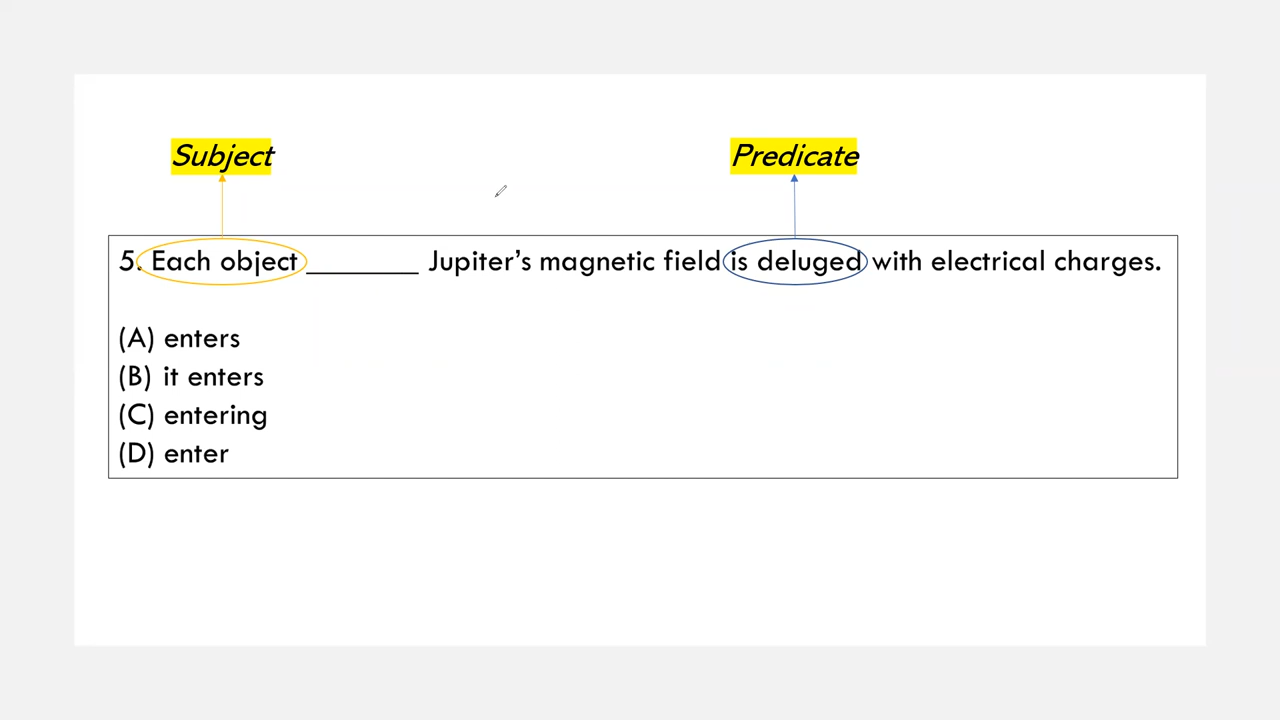 Subject
Predicate
5. Each object ________ Jupiter’s magnetic field is deluged with electrical charges.
(A) enters
(B) it enters
(C) entering
(D) enter